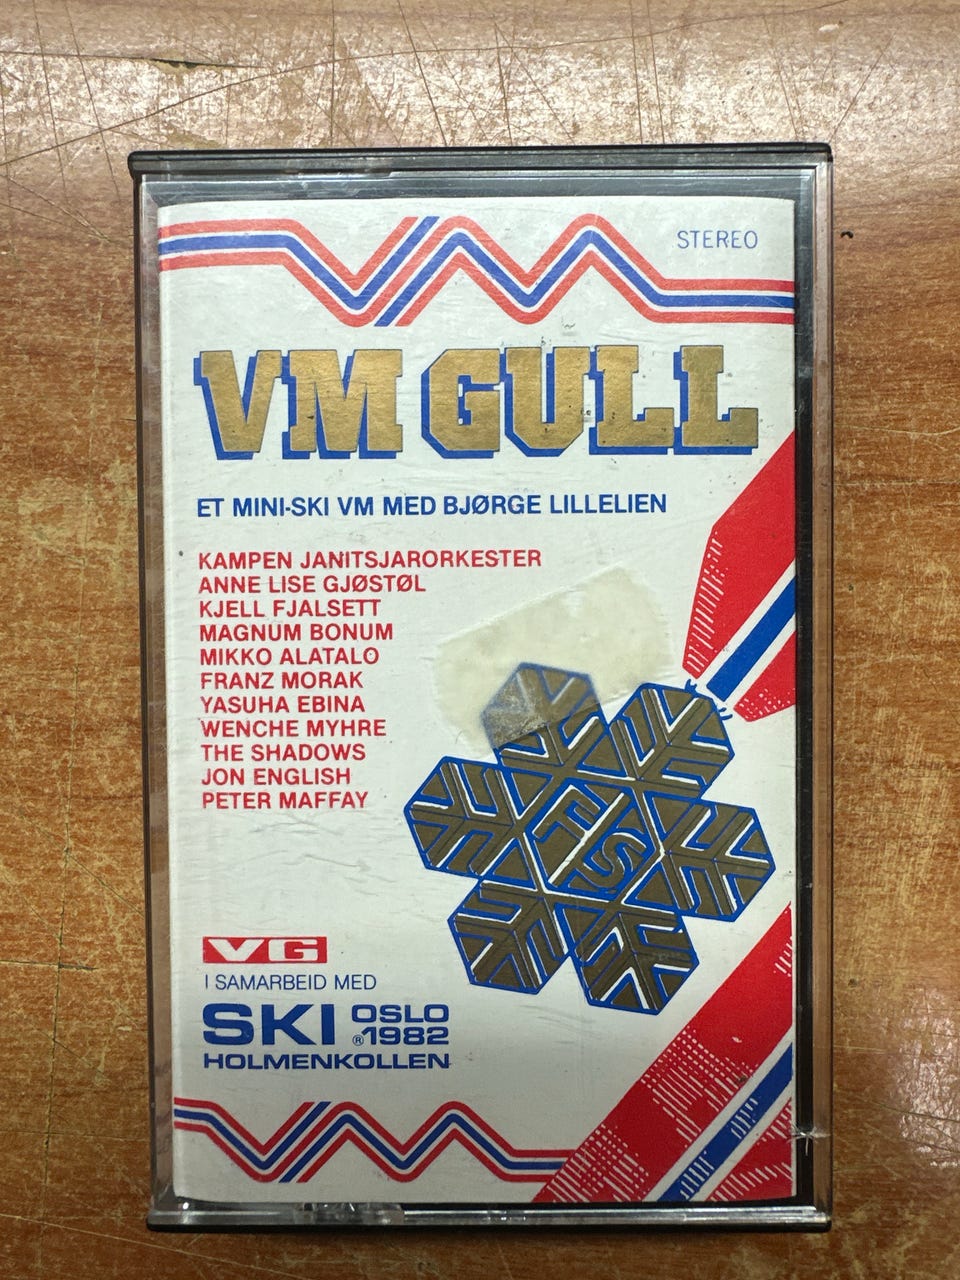 STEREO
VM GULL
ET MINI-SKI VM MED BJØRGE LILLELIEN
KAMPEN JANITSJARORKESTER
ANNE LISE GJØSTØL
KJELL FJALSETT
MAGNUM BONUM
MIKKO ALATALO
FRANZ MORAK
YASUHA EBINA
WENCHE MYHRE
THE SHADOWS
JON ENGLISH
PETER MAFFAY
FIS
VG
I SAMARBEID MED
SKI OSLO
®1982
HOLMENKOLLEN